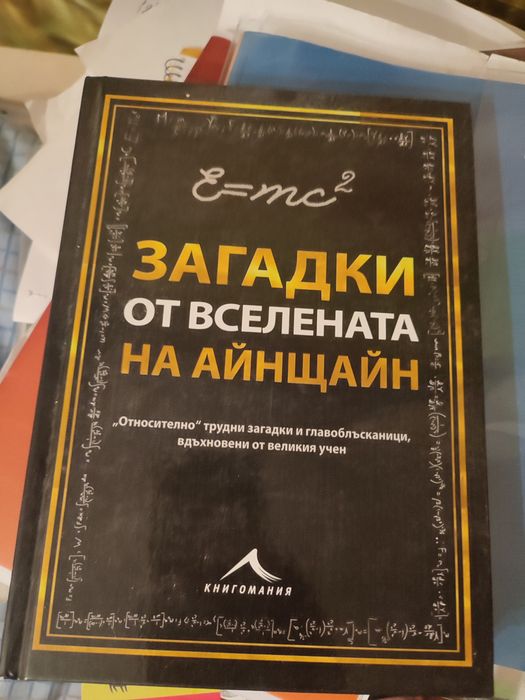 E=mc²
ЗАГАДКИ
ОТ ВСЕЛЕНАТА
НА АЙНЩАЙН
„Относително“ трудни загадки и главоблъсканици,
вдъхновени от великия учен
КНИГОМАНИЯ